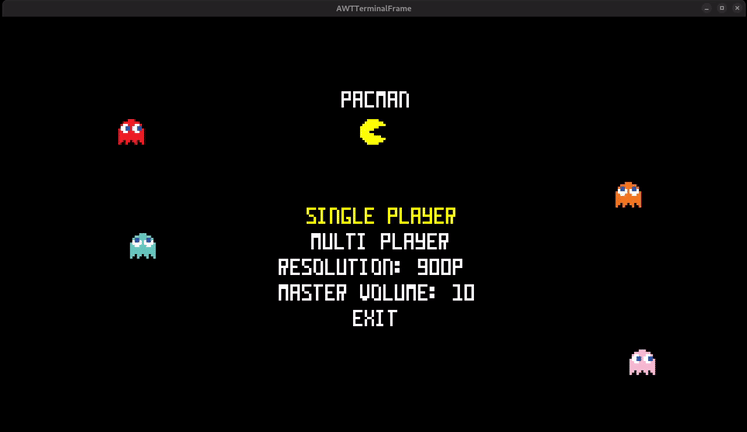 AWTTerminalFrame
PACMAN
SINGLE PLAYER
MULTI PLAYER
RESOLUTION: 900P
MASTER VOLUME: 10
EXIT